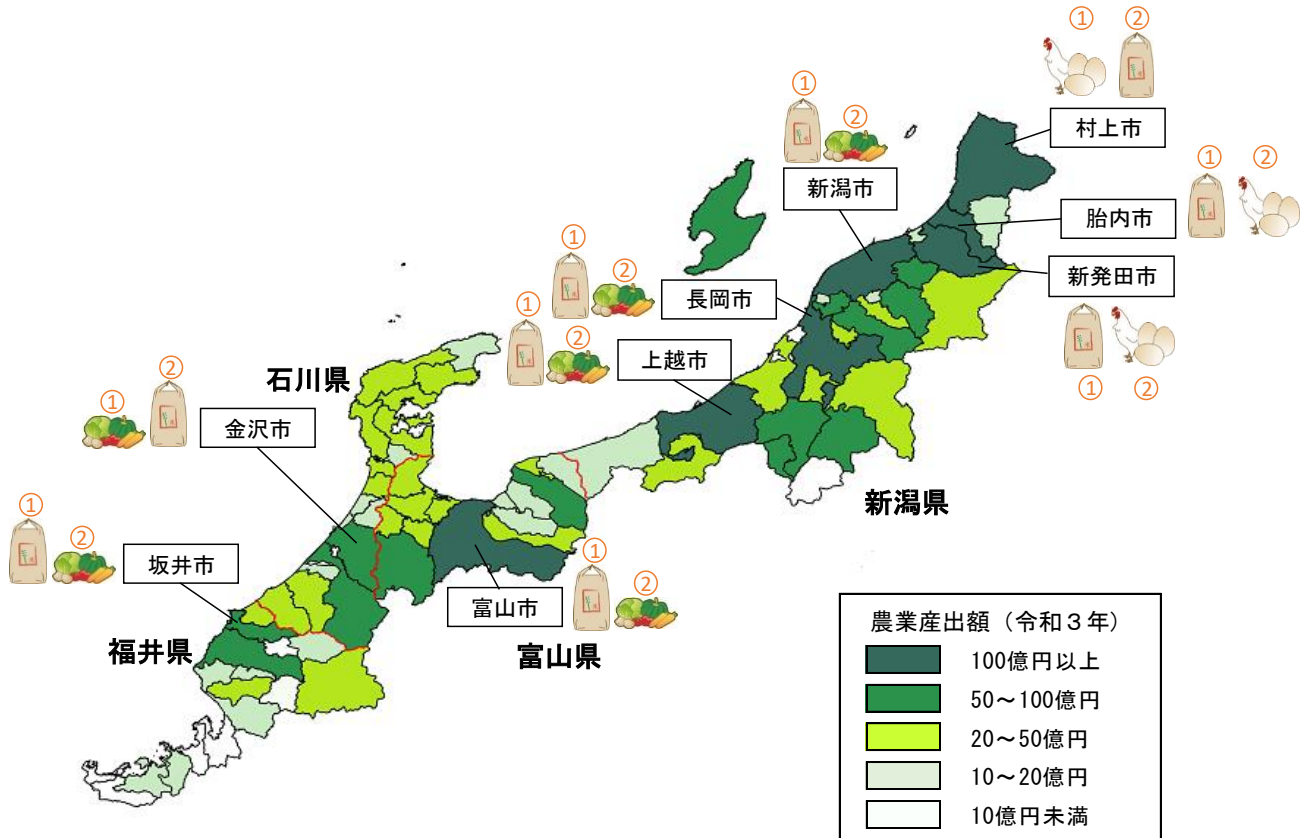 ① ②
村上市
① ②
新潟市
① ②
胎内市
新発田市
① ②
① ②
長岡市
① ②
上越市
石川県
① ②
金沢市
新潟県
① ②
坂井市
福井県
富山市
① ②
富山県
農業産出額（令和３年）
100億円以上
50～100億円
20～50億円
10～20億円
10億円未満